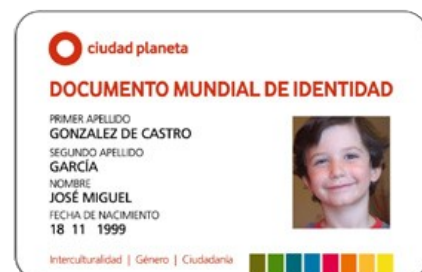 ciudad planeta
DOCUMENTO MUNDIAL DE IDENTIDAD
PRIMER APELLIDO
GONZALEZ DE CASTRO
SEGUNDO APELLIDO
GARCÍA
NOMBRE
JOSÉ MIGUEL
FECHA DE NACIMIENTO
18 11 1999
Interculturalidad | Género | Ciudadanía